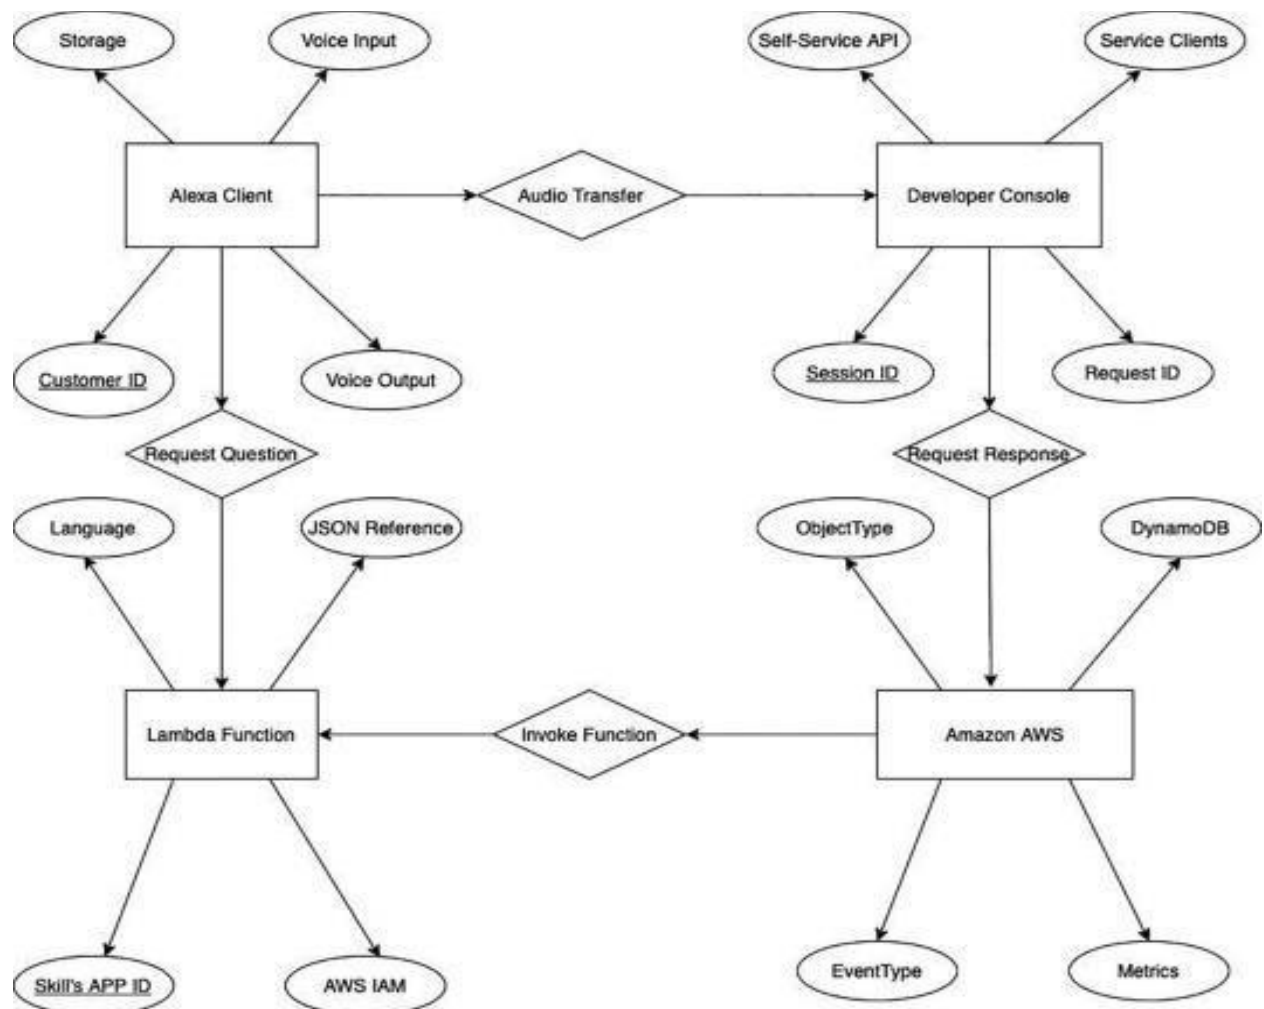 Storage
Voice Input
Self-Service API
Service Clients
Alexa Client
Audio Transfer
Developer Console
Customer ID
Voice Output
Session ID
Request ID
Request Question
Request Response
Language
JSON Reference
ObjectType
DynamoDB
Lambda Function
Invoke Function
Amazon AWS
Skill's APP ID
AWS IAM
EventType
Metrics